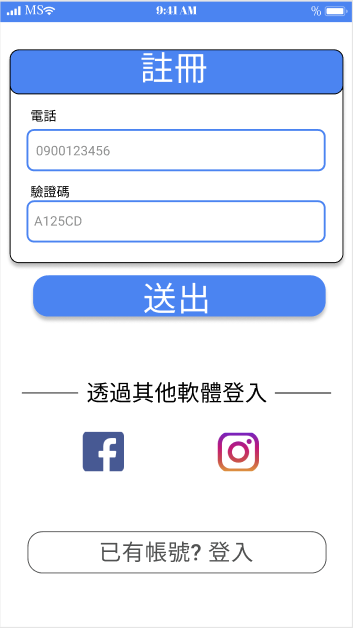 MS 9:41 AM %
註冊
電話
0900123456
驗證碼
A125CD
送出
透過其他軟體登入
已有帳號? 登入